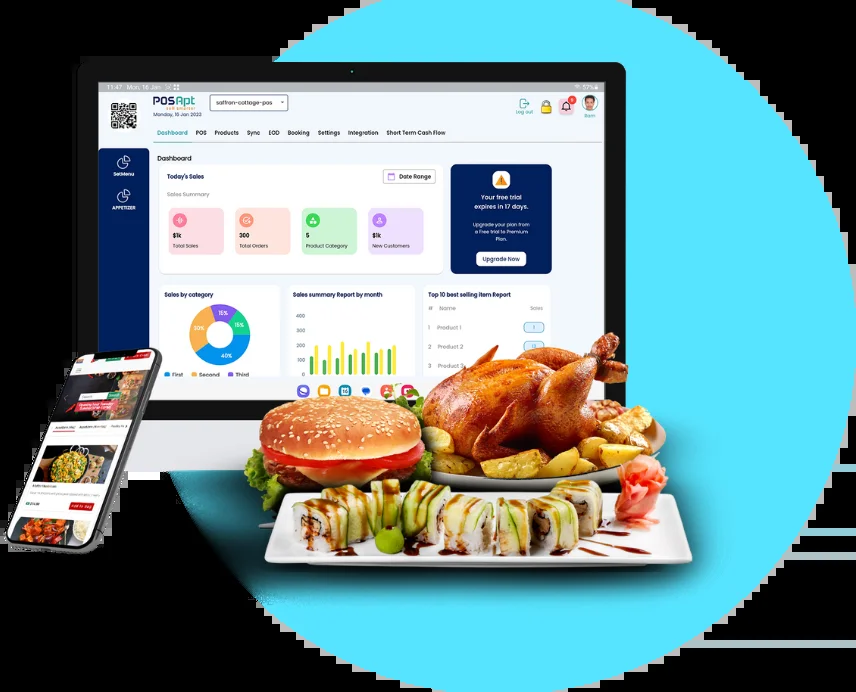 11:47 Mon, 16 Jan
57%
POSApt
Monday, 10 Jan 2022
saffron-cottage-pos
Log out
Ram
Dashboard POS Products Sync EOD Booking Settings Integration Short Term Cash Flow
SetMenu
APPETIZER
Dashboard
Today's Sales
Date Range
Sales Summary
$1k
Total Sales
300
Total Orders
5
Product Category
$1k
New Customers
Your free trial
expires in 17 days.
Upgrade your plan from
a free trial to Premium
Plan.
Upgrade Now
Sales by category
15%
15%
30%
40%
First Second Third
Sales summary Report by month
400
300
200
100
0
Top 10 best selling item Report
# Name Sales
1 Product 1
2 Product 2
3 Product 3
Add to bag